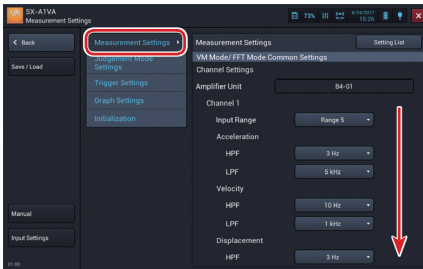 SX-A1VA
Measurement Settings
73%
9/14/2017
15:26
Back
Save / Load
Manual
Input Settings
01.00
Measurement Settings
Judgement Mode
Settings
Trigger Settings
Graph Settings
Initialization
Measurement Settings
Setting List
VM Mode/ FFT Mode Common Settings
Channel Settings
Amplifier Unit
B4-01
Channel 1
Input Range
Range 5
Acceleration
HPF
3 Hz
LPF
5 kHz
Velocity
HPF
10 Hz
LPF
1 kHz
Displacement
HPF
3 Hz